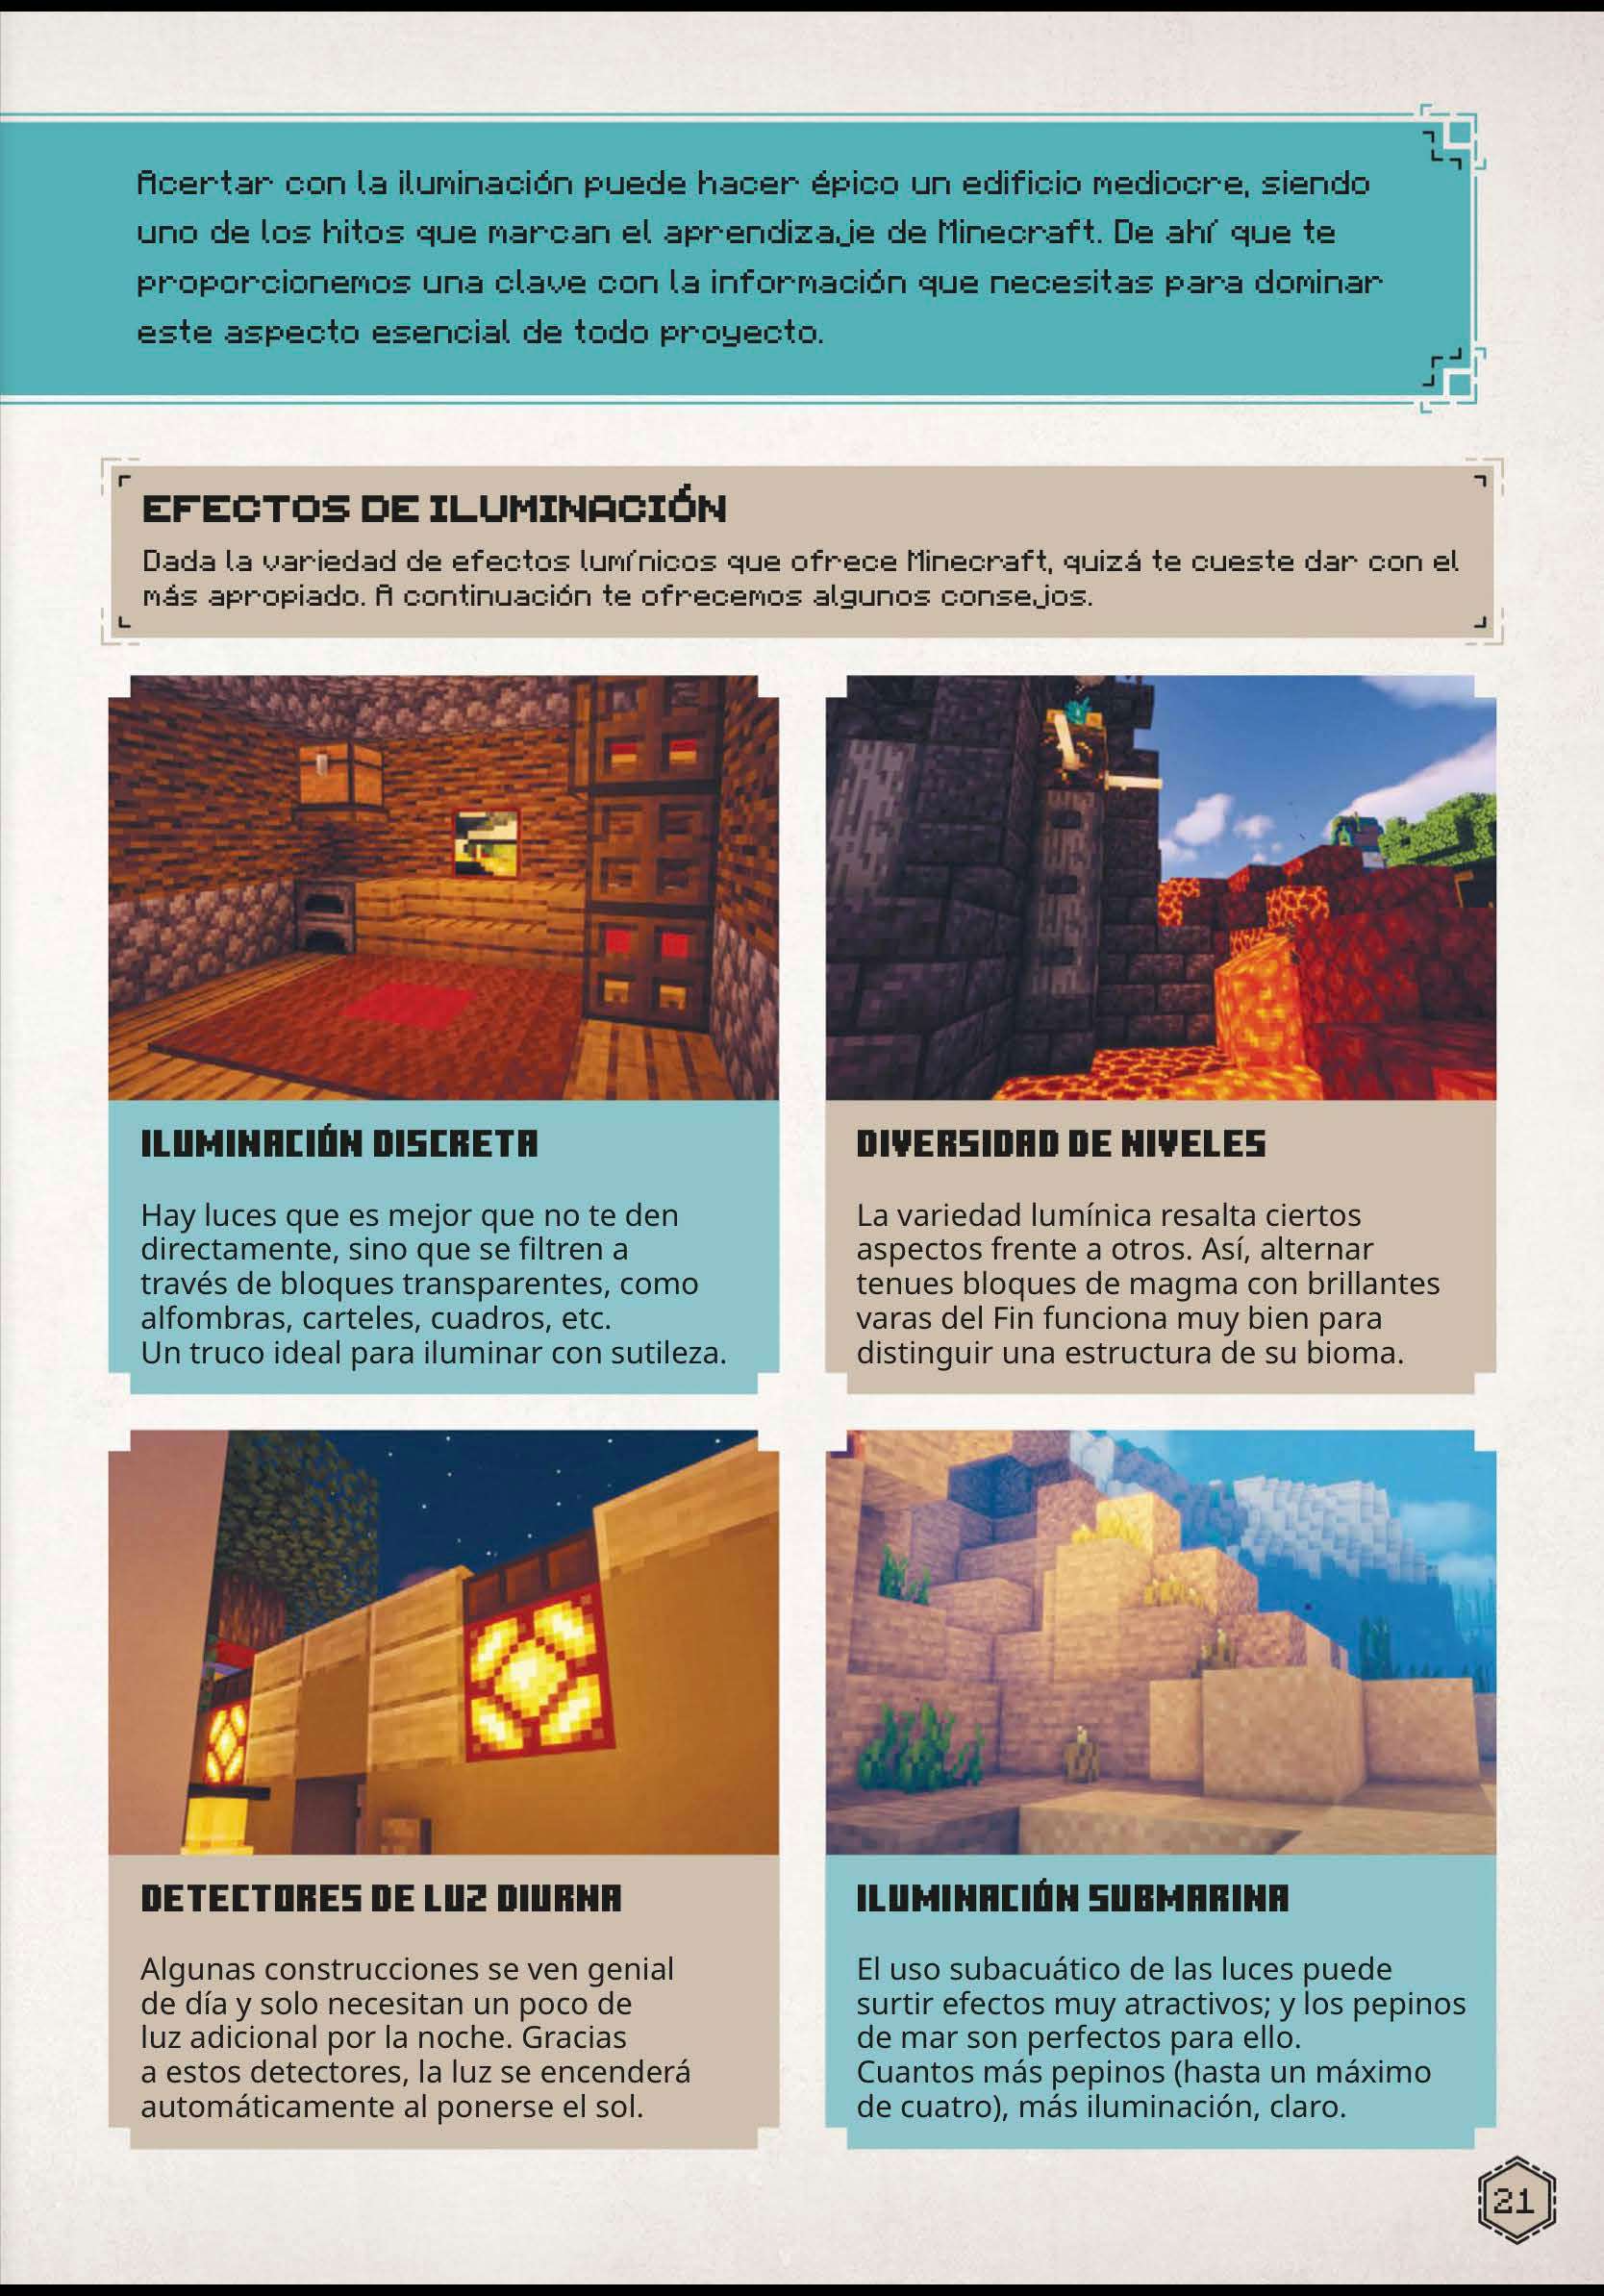 Acertar con la iluminación puede hacer épico un edificio mediocre, siendo
uno de los hitos que marcan el aprendizaje de Minecraft. De ahí que te
proporcionemos una clave con la información que necesitas para dominar
este aspecto esencial de todo proyecto.
EFECTOS DE ILUMINACIÓN
Dada la variedad de efectos lumínicos que ofrece Minecraft, quizá te cueste dar con el
más apropiado. A continuación te ofrecemos algunos consejos.
ILUMINACIÓN DISCRETA
Hay luces que es mejor que no te den
directamente, sino que se filtren a
través de bloques transparentes, como
alfombras, carteles, cuadros, etc.
Un truco ideal para iluminar con sutileza.
DIVERSIDAD DE NIVELES
La variedad lumínica resalta ciertos
aspectos frente a otros. Así, alternar
tenues bloques de magma con brillantes
varas del Fin funciona muy bien para
distinguir una estructura de su bioma.
DETECTORES DE LUZ DIURNA
Algunas construcciones se ven genial
de día y solo necesitan un poco de
luz adicional por la noche. Gracias
a estos detectores, la luz se encenderá
automáticamente al ponerse el sol.
ILUMINACIÓN SUBMARINA
El uso subacuático de las luces puede
surtir efectos muy atractivos; y los pepinos
de mar son perfectos para ello.
Cuantos más pepinos (hasta un máximo
de cuatro), más iluminación, claro.
21